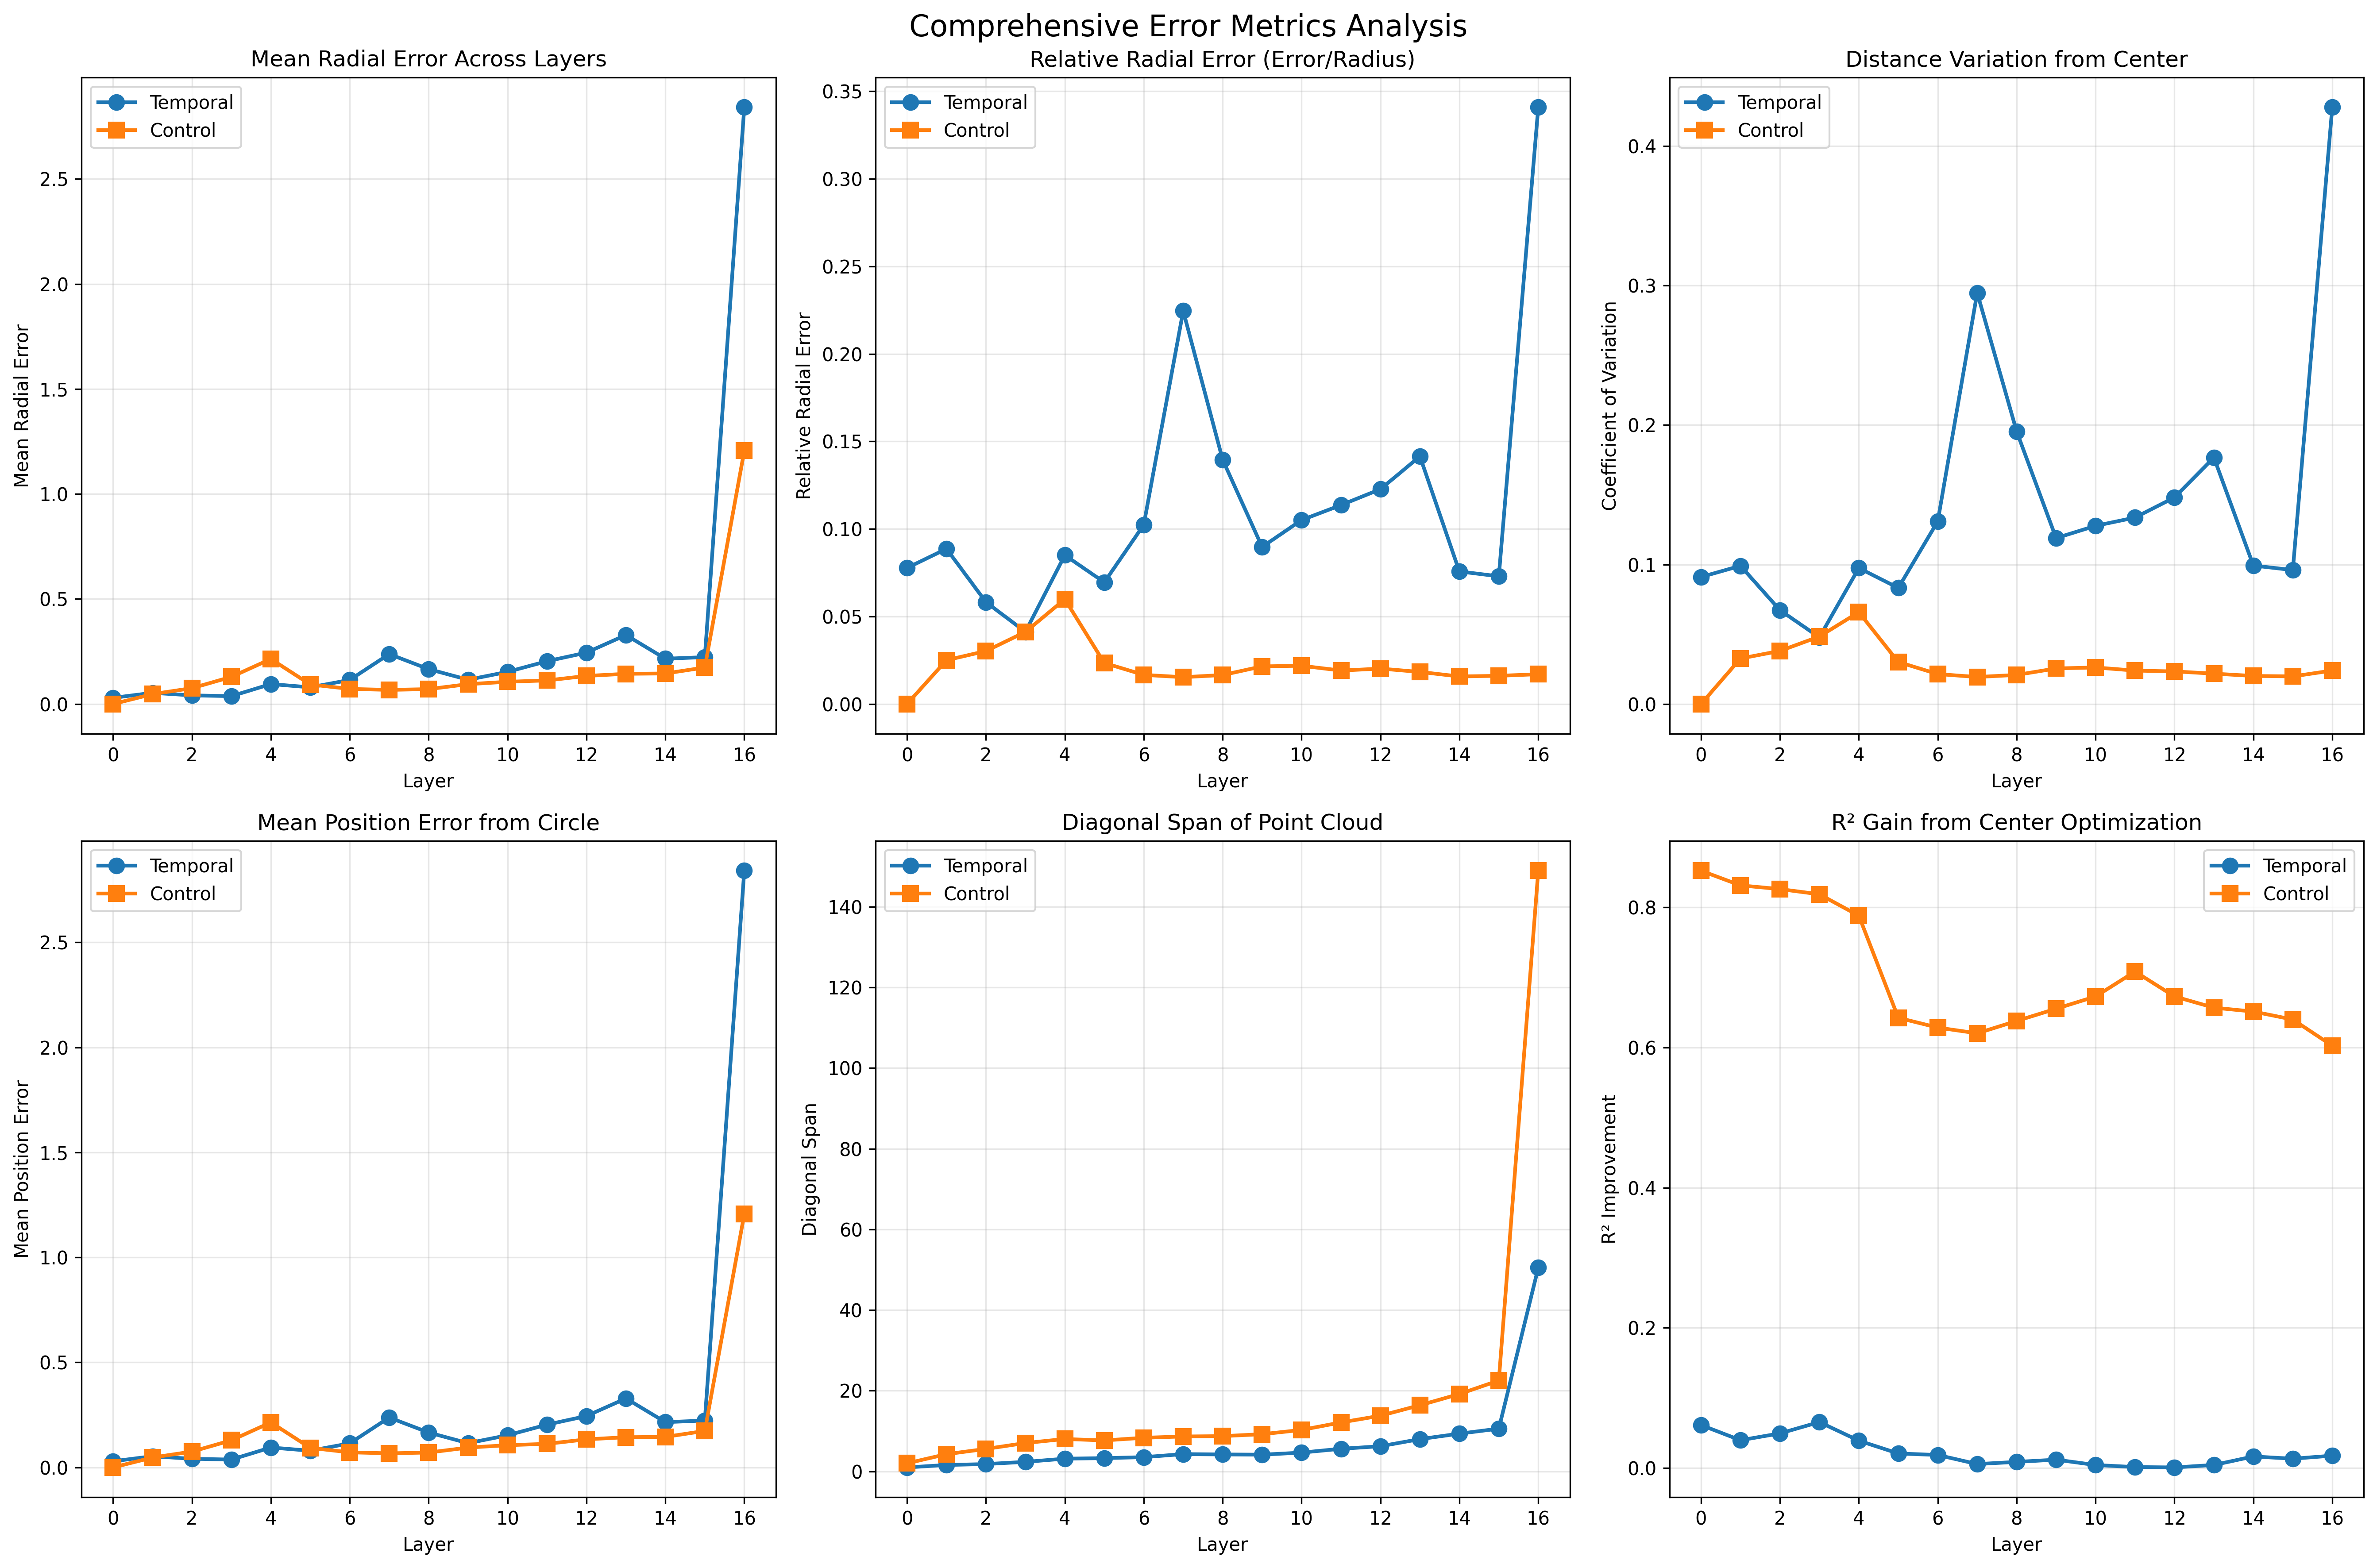 Comprehensive Error Metrics Analysis
Mean Radial Error Across Layers
Temporal
Control
Mean Radial Error
2.5
2.0
1.5
1.0
0.5
0.0
0 2 4 6 8 10 12 14 16
Layer
Relative Radial Error (Error/Radius)
Temporal
Control
Relative Radial Error
0.35
0.30
0.25
0.20
0.15
0.10
0.05
0.00
0 2 4 6 8 10 12 14 16
Layer
Distance Variation from Center
Temporal
Control
Coefficient of Variation
0.4
0.3
0.2
0.1
0.0
0 2 4 6 8 10 12 14 16
Layer
Mean Position Error from Circle
Temporal
Control
Mean Position Error
2.5
2.0
1.5
1.0
0.5
0.0
0 2 4 6 8 10 12 14 16
Layer
Diagonal Span of Point Cloud
Temporal
Control
Diagonal Span
140
120
100
80
60
40
20
0
0 2 4 6 8 10 12 14 16
Layer
R² Gain from Center Optimization
Temporal
Control
R² Improvement
0.8
0.6
0.4
0.2
0.0
0 2 4 6 8 10 12 14 16
Layer